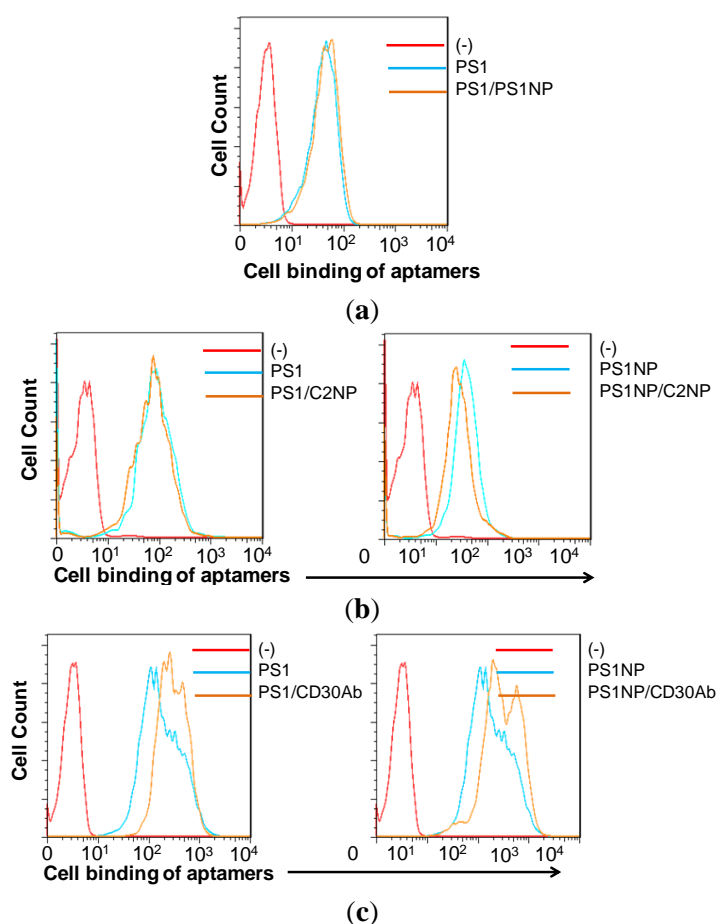 (-)
PS1
PS1/PS1NP
Cell Count
0 10¹ 10² 10³ 10⁴
Cell binding of aptamers
(a)
(-)
PS1
PS1/C2NP
Cell Count
0 10¹ 10² 10³ 10⁴
Cell binding of aptamers
(-)
PS1NP
PS1NP/C2NP
0 10¹ 10² 10³ 10⁴
(b)
(-)
PS1
PS1/CD30Ab
Cell Count
0 10¹ 10² 10³ 10⁴
Cell binding of aptamers
(-)
PS1NP
PS1NP/CD30Ab
0 10¹ 10² 10³ 10⁴
(c)